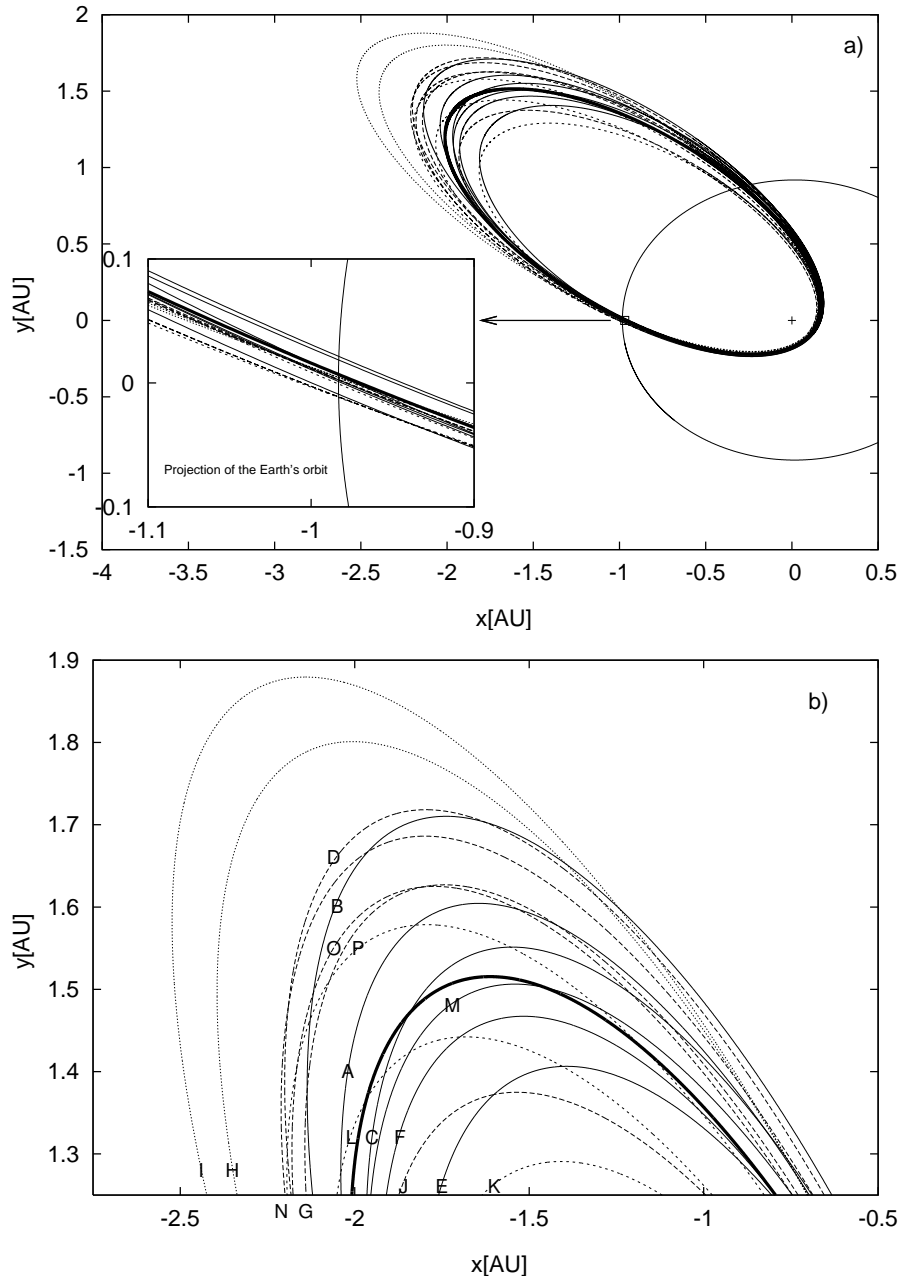 2
a)
1.5
1
0.5
y[AU]
0
-0.5
-1
-1.5
0.1
0
-0.1
Projection of the Earth's orbit
-1.1 -1 -0.9
-4 -3.5 -3 -2.5 -2 -1.5 -1 -0.5 0 0.5
x[AU]
1.9
b)
1.8
1.7
D
1.6
B
O P
y[AU]
1.5
M
1.4
A
L C F
1.3
I H J E K
N G
-2.5 -2 -1.5 -1 -0.5
x[AU]